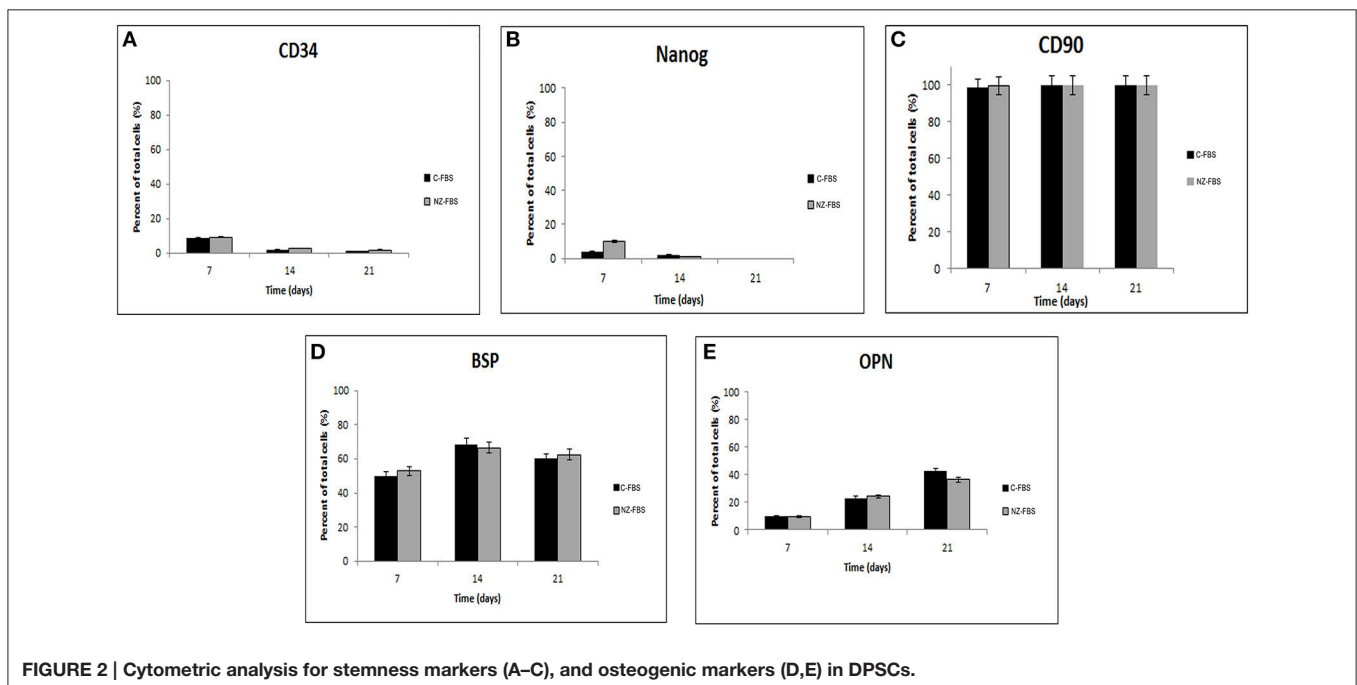 A
CD34
Percent of total cells (%)
100
80
60
40
20
0
7 14 21
Time (days)
C-FBS
NZ-FBS
B
Nanog
Percent of total cells (%)
100
80
60
40
20
0
7 14 21
Time (days)
C-FBS
NZ-FBS
C
CD90
Percent of total cells (%)
100
80
60
40
20
0
7 14 21
Time (days)
C-FBS
NZ-FBS
D
BSP
Percent of total cells (%)
100
80
60
40
20
0
7 14 21
Time (days)
C-FBS
NZ-FBS
E
OPN
Percent of total cells (%)
100
80
60
40
20
0
7 14 21
Time (days)
C-FBS
NZ-FBS
FIGURE 2 | Cytometric analysis for stemness markers (A–C), and osteogenic markers (D,E) in DPSCs.